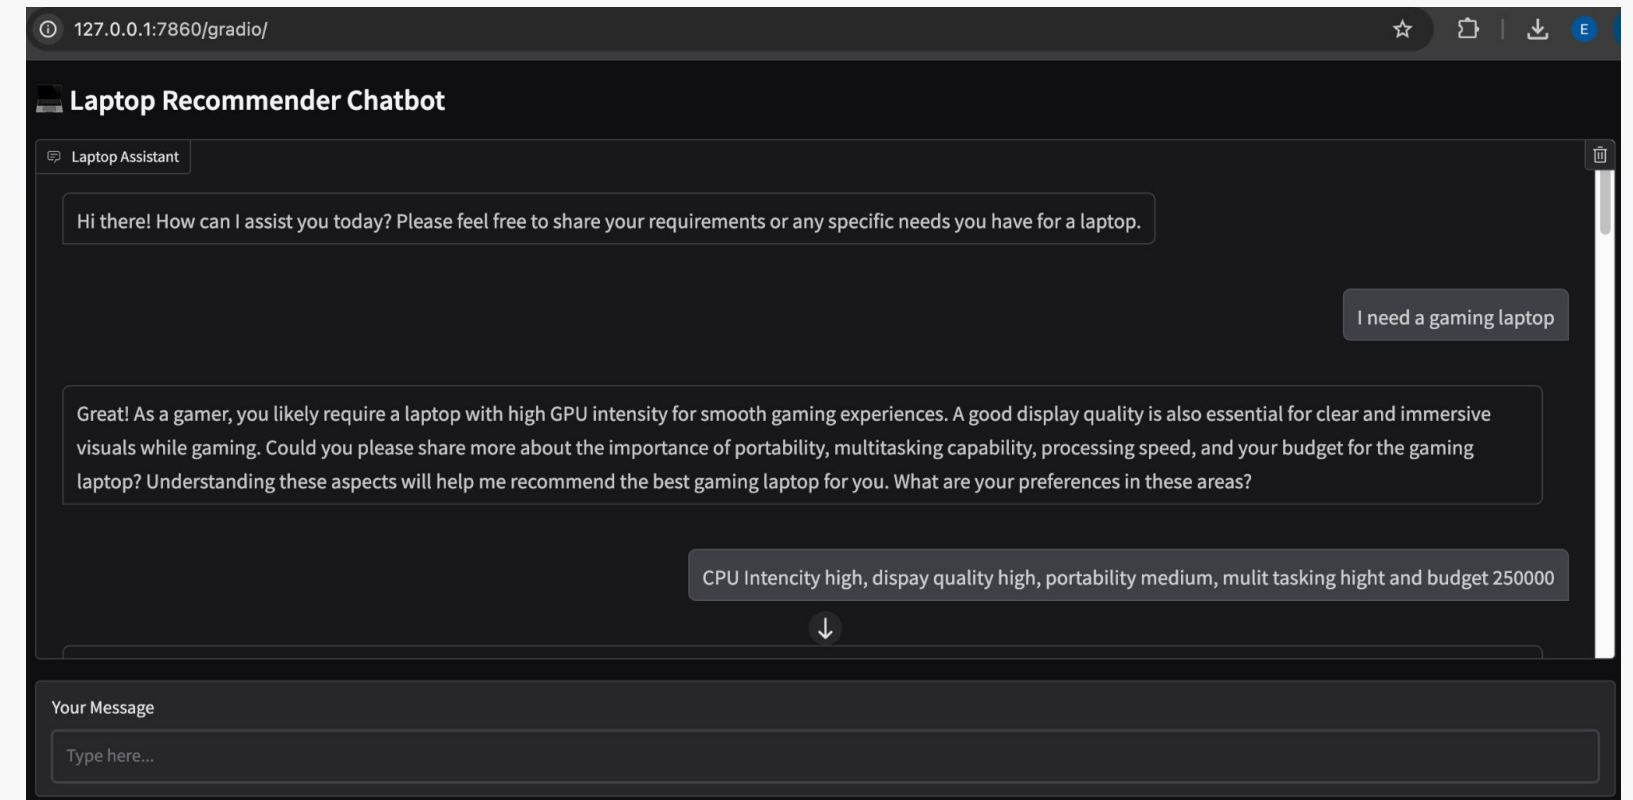 127.0.0.1:7860/gradio/
E
Laptop Recommender Chatbot
Laptop Assistant
Hi there! How can I assist you today? Please feel free to share your requirements or any specific needs you have for a laptop.
I need a gaming laptop
Great! As a gamer, you likely require a laptop with high GPU intensity for smooth gaming experiences. A good display quality is also essential for clear and immersive
visuals while gaming. Could you please share more about the importance of portability, multitasking capability, processing speed, and your budget for the gaming
laptop? Understanding these aspects will help me recommend the best gaming laptop for you. What are your preferences in these areas?
CPU Intencity high, dispay quality high, portability medium, mulit tasking hight and budget 250000
Your Message
Type here...